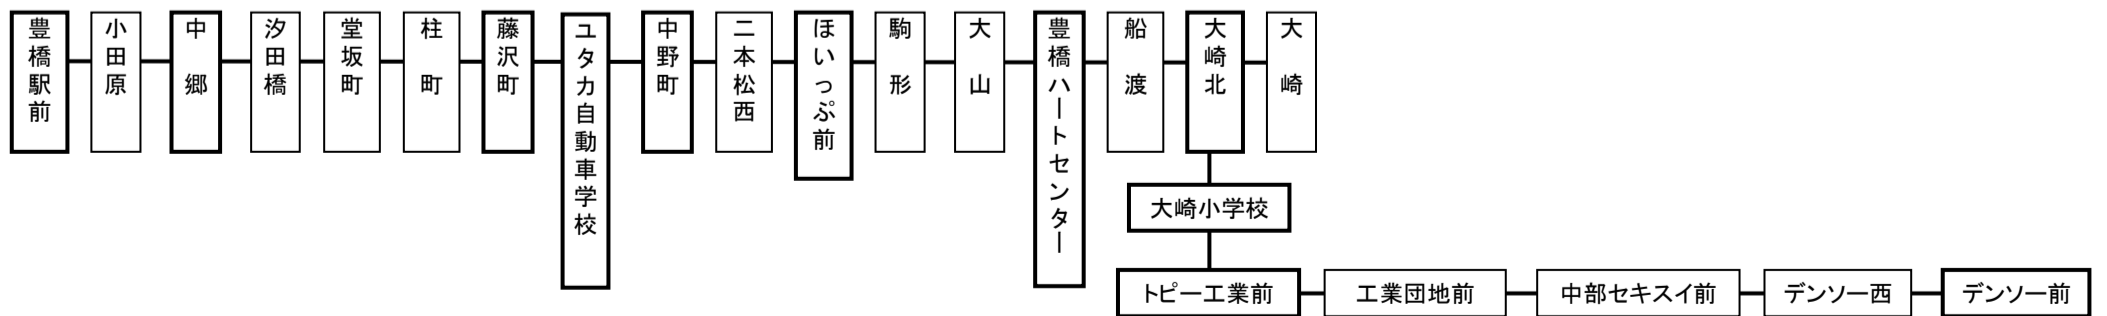 豊橋駅前
小田原
中郷
汐田橋
堂坂町
柱町
藤沢町
ユタカ自動車学校
中野町
二本松西
ほいっぷ前
駒形
大山
豊橋ハートセンター
船渡
大崎北
大崎
大崎小学校
トピー工業前
工業団地前
中部セキスイ前
デンソー西
デンソー前